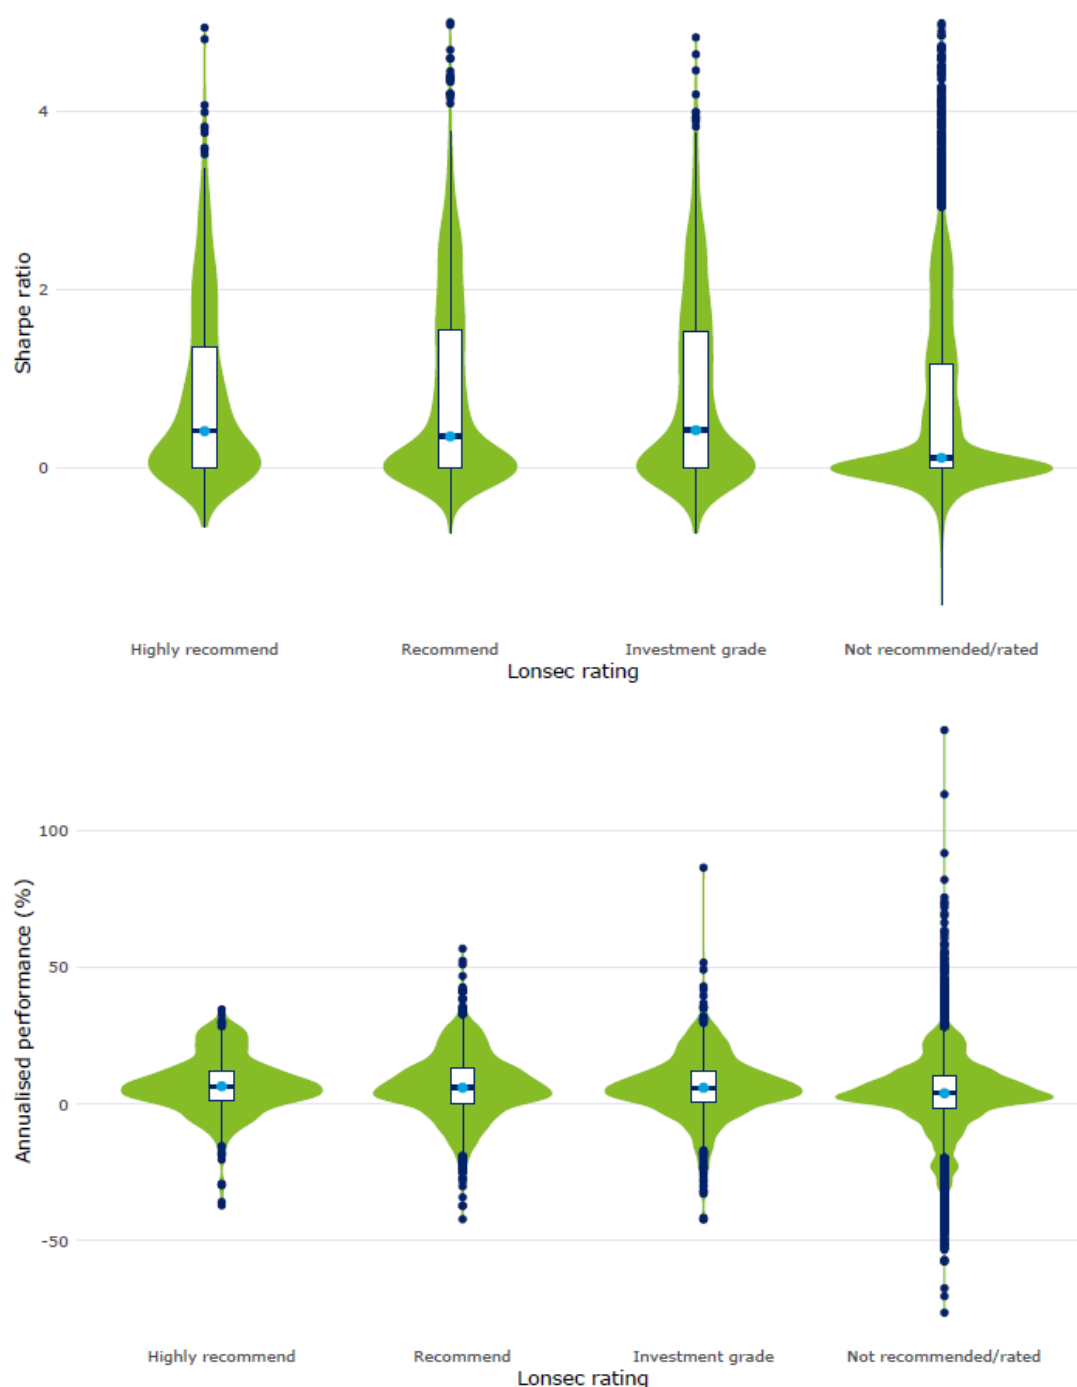 4
2
0
Sharpe ratio
Highly recommend Recommend Investment grade Not recommended/rated
Lonsec rating
100
50
0
-50
Annualised performance (%)
Highly recommend Recommend Investment grade Not recommended/rated
Lonsec rating